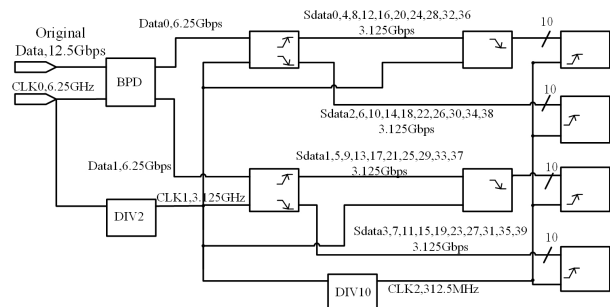 Original
Data,12.5Gbps
CLK0,6.25GHz
BPD
Data0,6.25Gbps
Sdata0,4,8,12,16,20,24,28,32,36
3.125Gbps
10
Sdata2,6,10,14,18,22,26,30,34,38
3.125Gbps
10
Data1,6.25Gbps
Sdata1,5,9,13,17,21,25,29,33,37
3.125Gbps
10
DIV2
CLK1,3.125GHz
Sdata3,7,11,15,19,23,27,31,35,39
3.125Gbps
10
DIV10
CLK2,312.5MHz